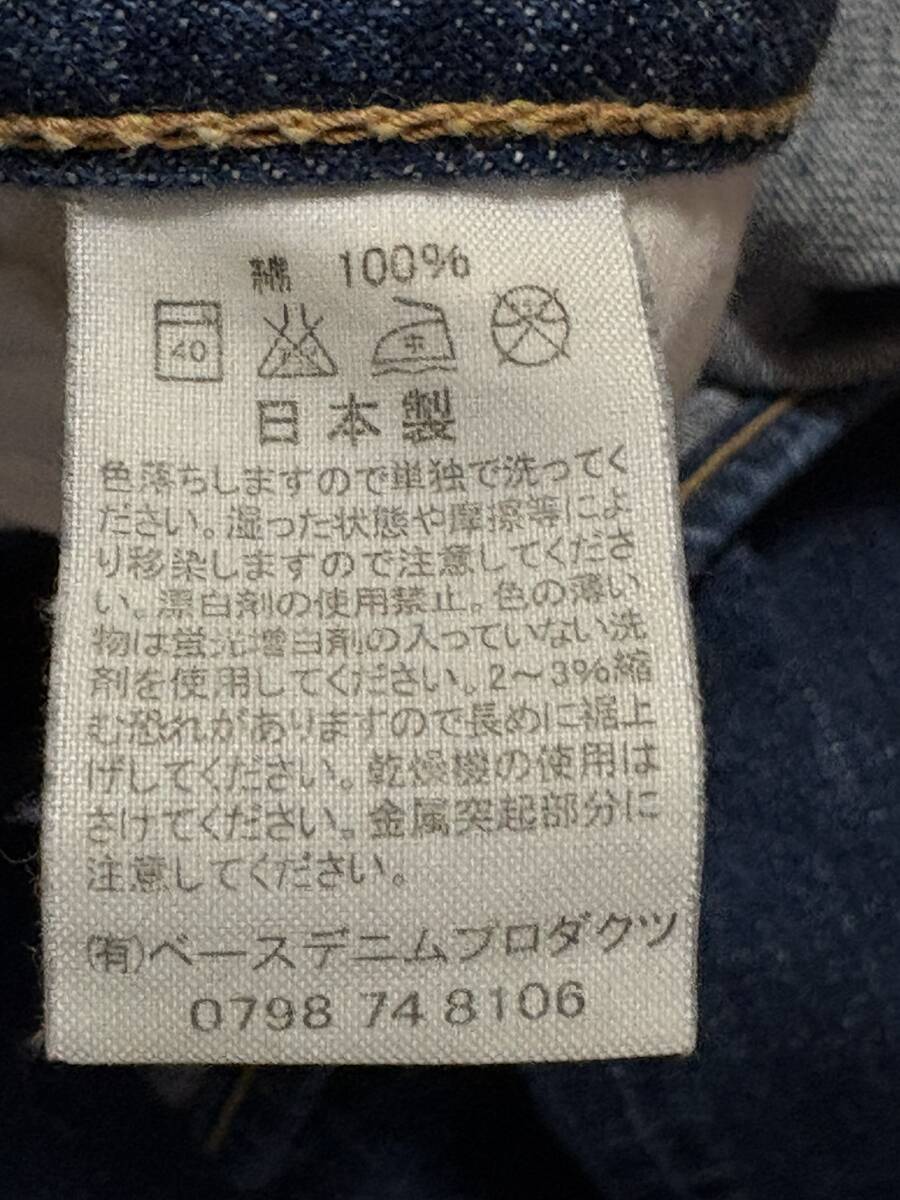 綿 100%
40 中
日本製
色落ちしますので単独で洗ってく
ださい。湿った状態や摩擦等によ
り移染しますので注意してくださ
い。漂白剤の使用禁止。色の薄い
物は蛍光増白剤の入っていない洗
剤を使用してください。2～3%縮
む恐れがありますので長めに裾上
げしてください。乾燥機の使用は
さけてください。金属突起部分に
注意してください。
(有)ベースデニムプロダクツ
0798 74 8106